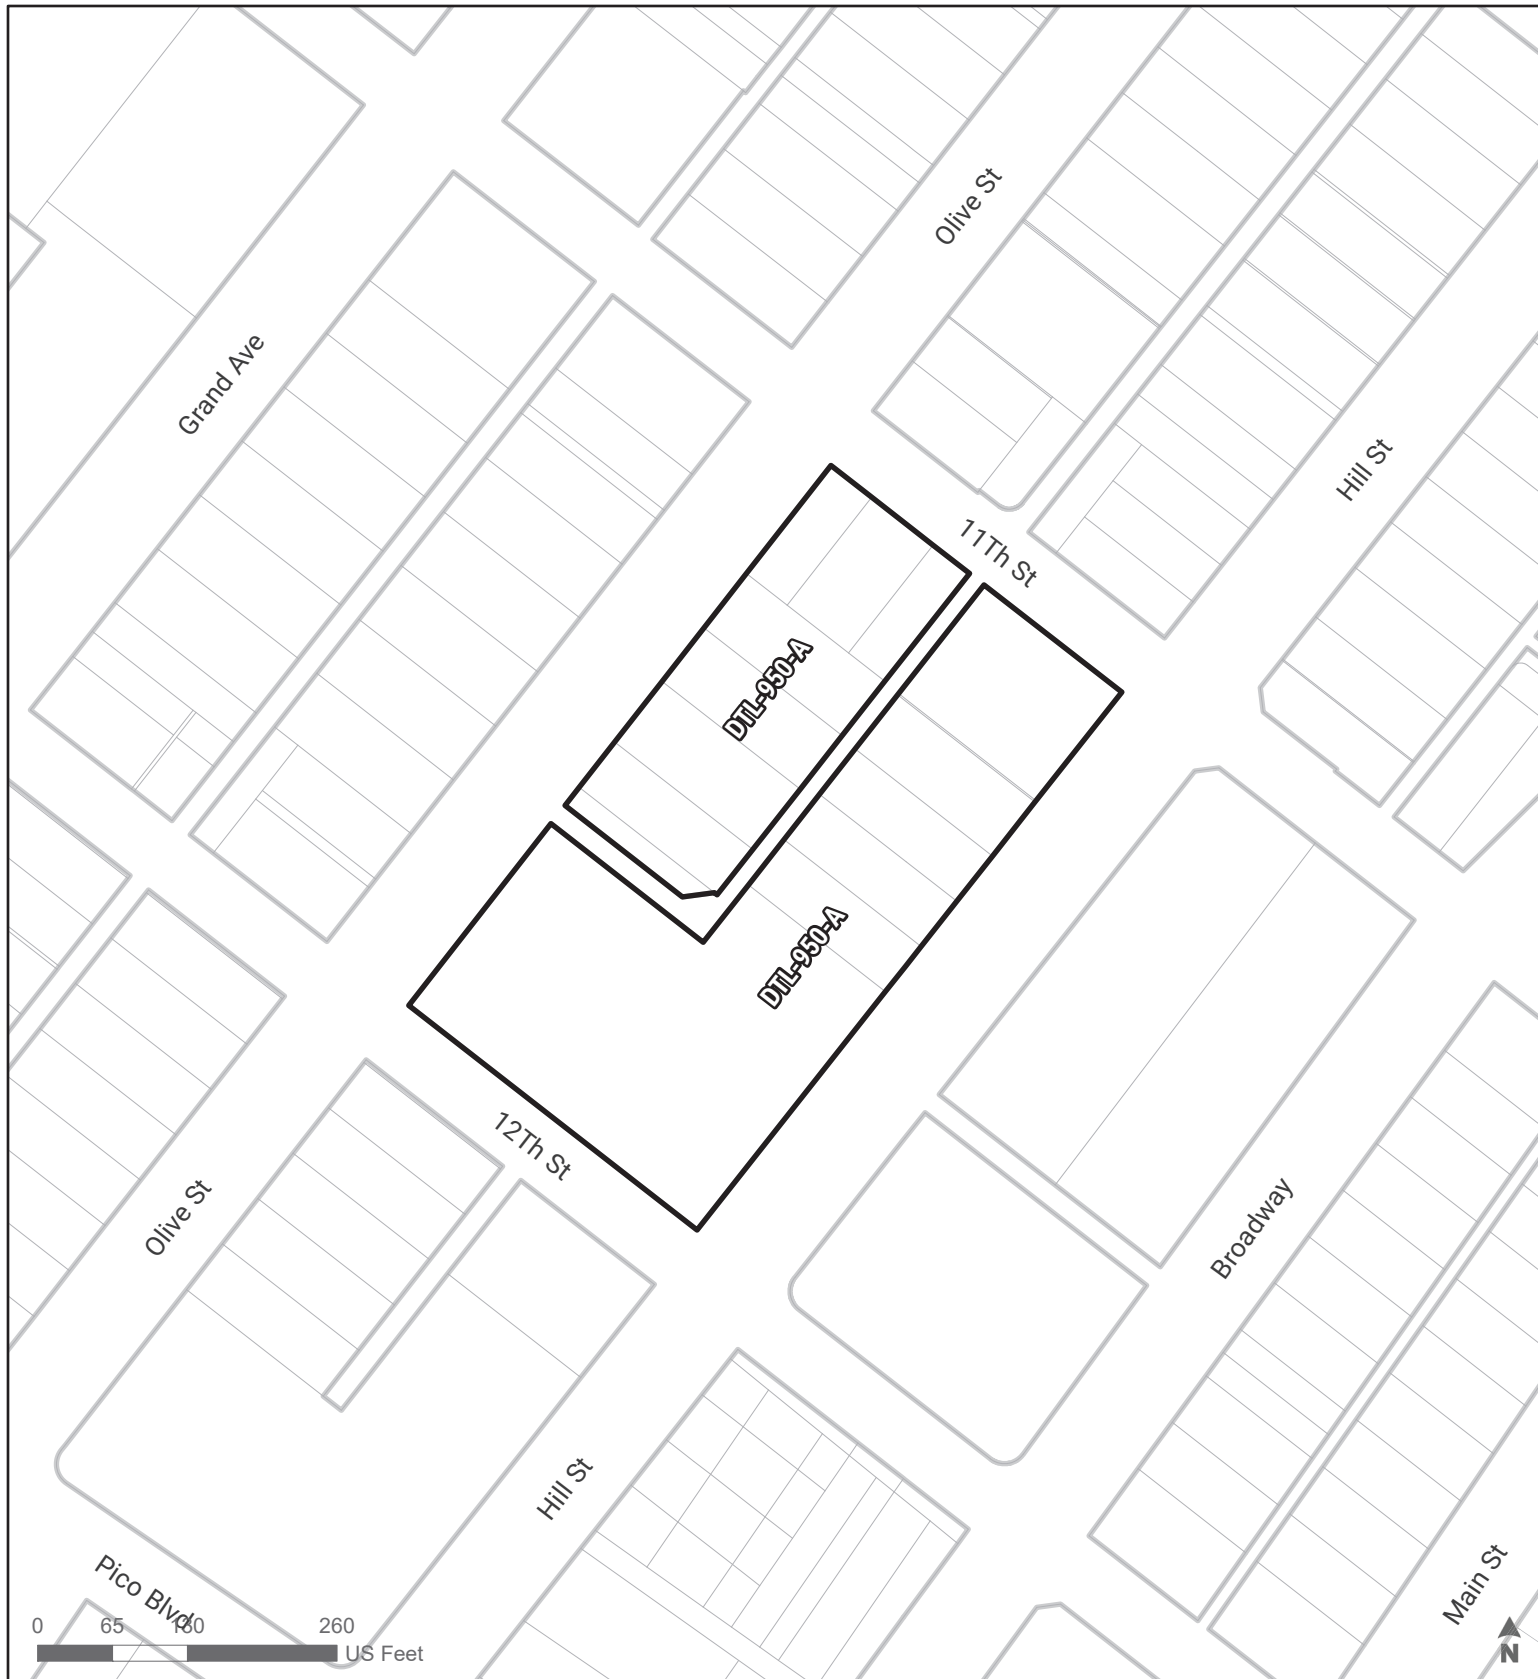 Olive St
Grand Ave
Hill St
11Th St
DTL-950-A
DTL-950-A
12Th St
Olive St
Broadway
Hill St
Main St
Pico Blvd
0 65 130 260
US Feet
N